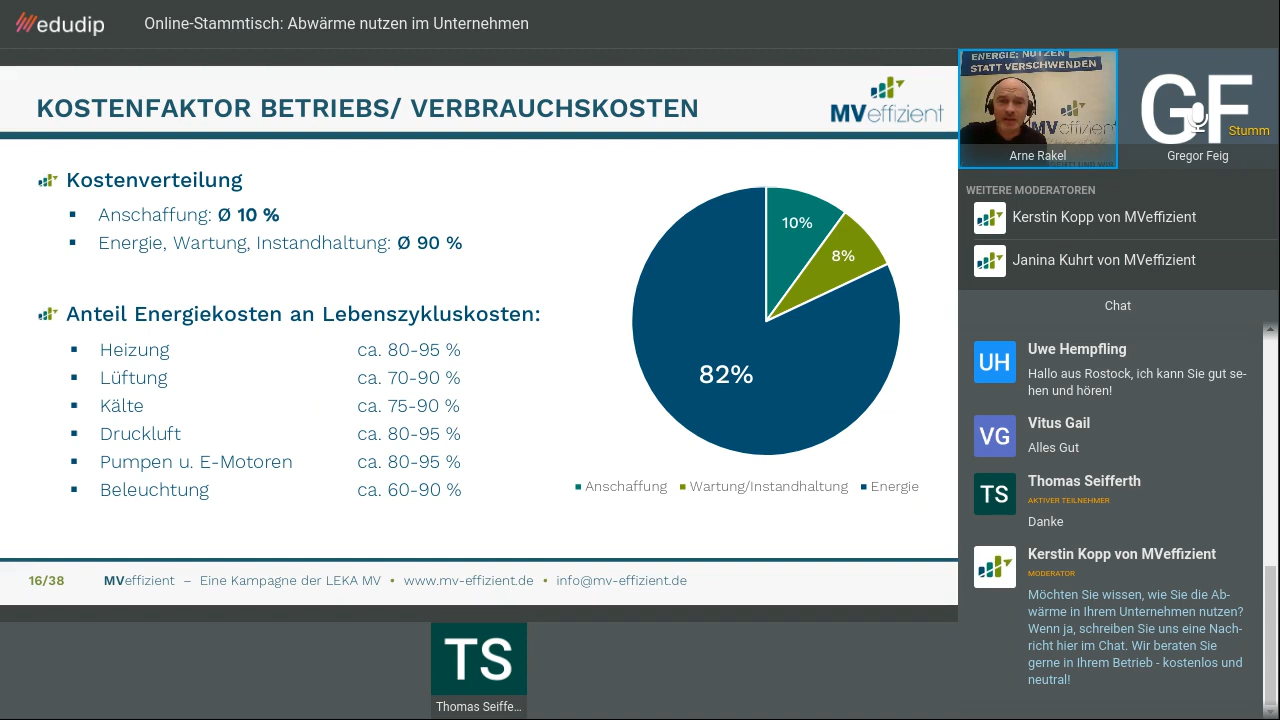 edudip
Online-Stammtisch: Abwärme nutzen im Unternehmen
KOSTENFAKTOR BETRIEBS/ VERBRAUCHSKOSTEN
MVeffizient
Kostenverteilung
▪ Anschaffung: Ø 10 %
▪ Energie, Wartung, Instandhaltung: Ø 90 %
Anteil Energiekosten an Lebenszykluskosten:
▪ Heizung ca. 80-95 %
▪ Lüftung ca. 70-90 %
▪ Kälte ca. 75-90 %
▪ Druckluft ca. 80-95 %
▪ Pumpen u. E-Motoren ca. 80-95 %
▪ Beleuchtung ca. 60-90 %
10%
8%
82%
Anschaffung Wartung/Instandhaltung Energie
16/38 MVeffizient – Eine Kampagne der LEKA MV • www.mv-effizient.de • info@mv-effizient.de
TS
Thomas Seiffe...
ENERGIE: NUTZEN
STATT VERSCHWENDEN
MVeffizient
Arne Rakel
GF
Stumm
Gregor Feig
WEITERE MODERATOREN
Kerstin Kopp von MVeffizient
Janina Kuhrt von MVeffizient
Chat
UH
Uwe Hempfling
Hallo aus Rostock, ich kann Sie gut se-
hen und hören!
VG
Vitus Gail
Alles Gut
TS
Thomas Seifferth
AKTIVER TEILNEHMER
Danke
Kerstin Kopp von MVeffizient
MODERATOR
Möchten Sie wissen, wie Sie die Ab-
wärme in Ihrem Unternehmen nutzen?
Wenn ja, schreiben Sie uns eine Nach-
richt hier im Chat. Wir beraten Sie
gerne in Ihrem Betrieb - kostenlos und
neutral!